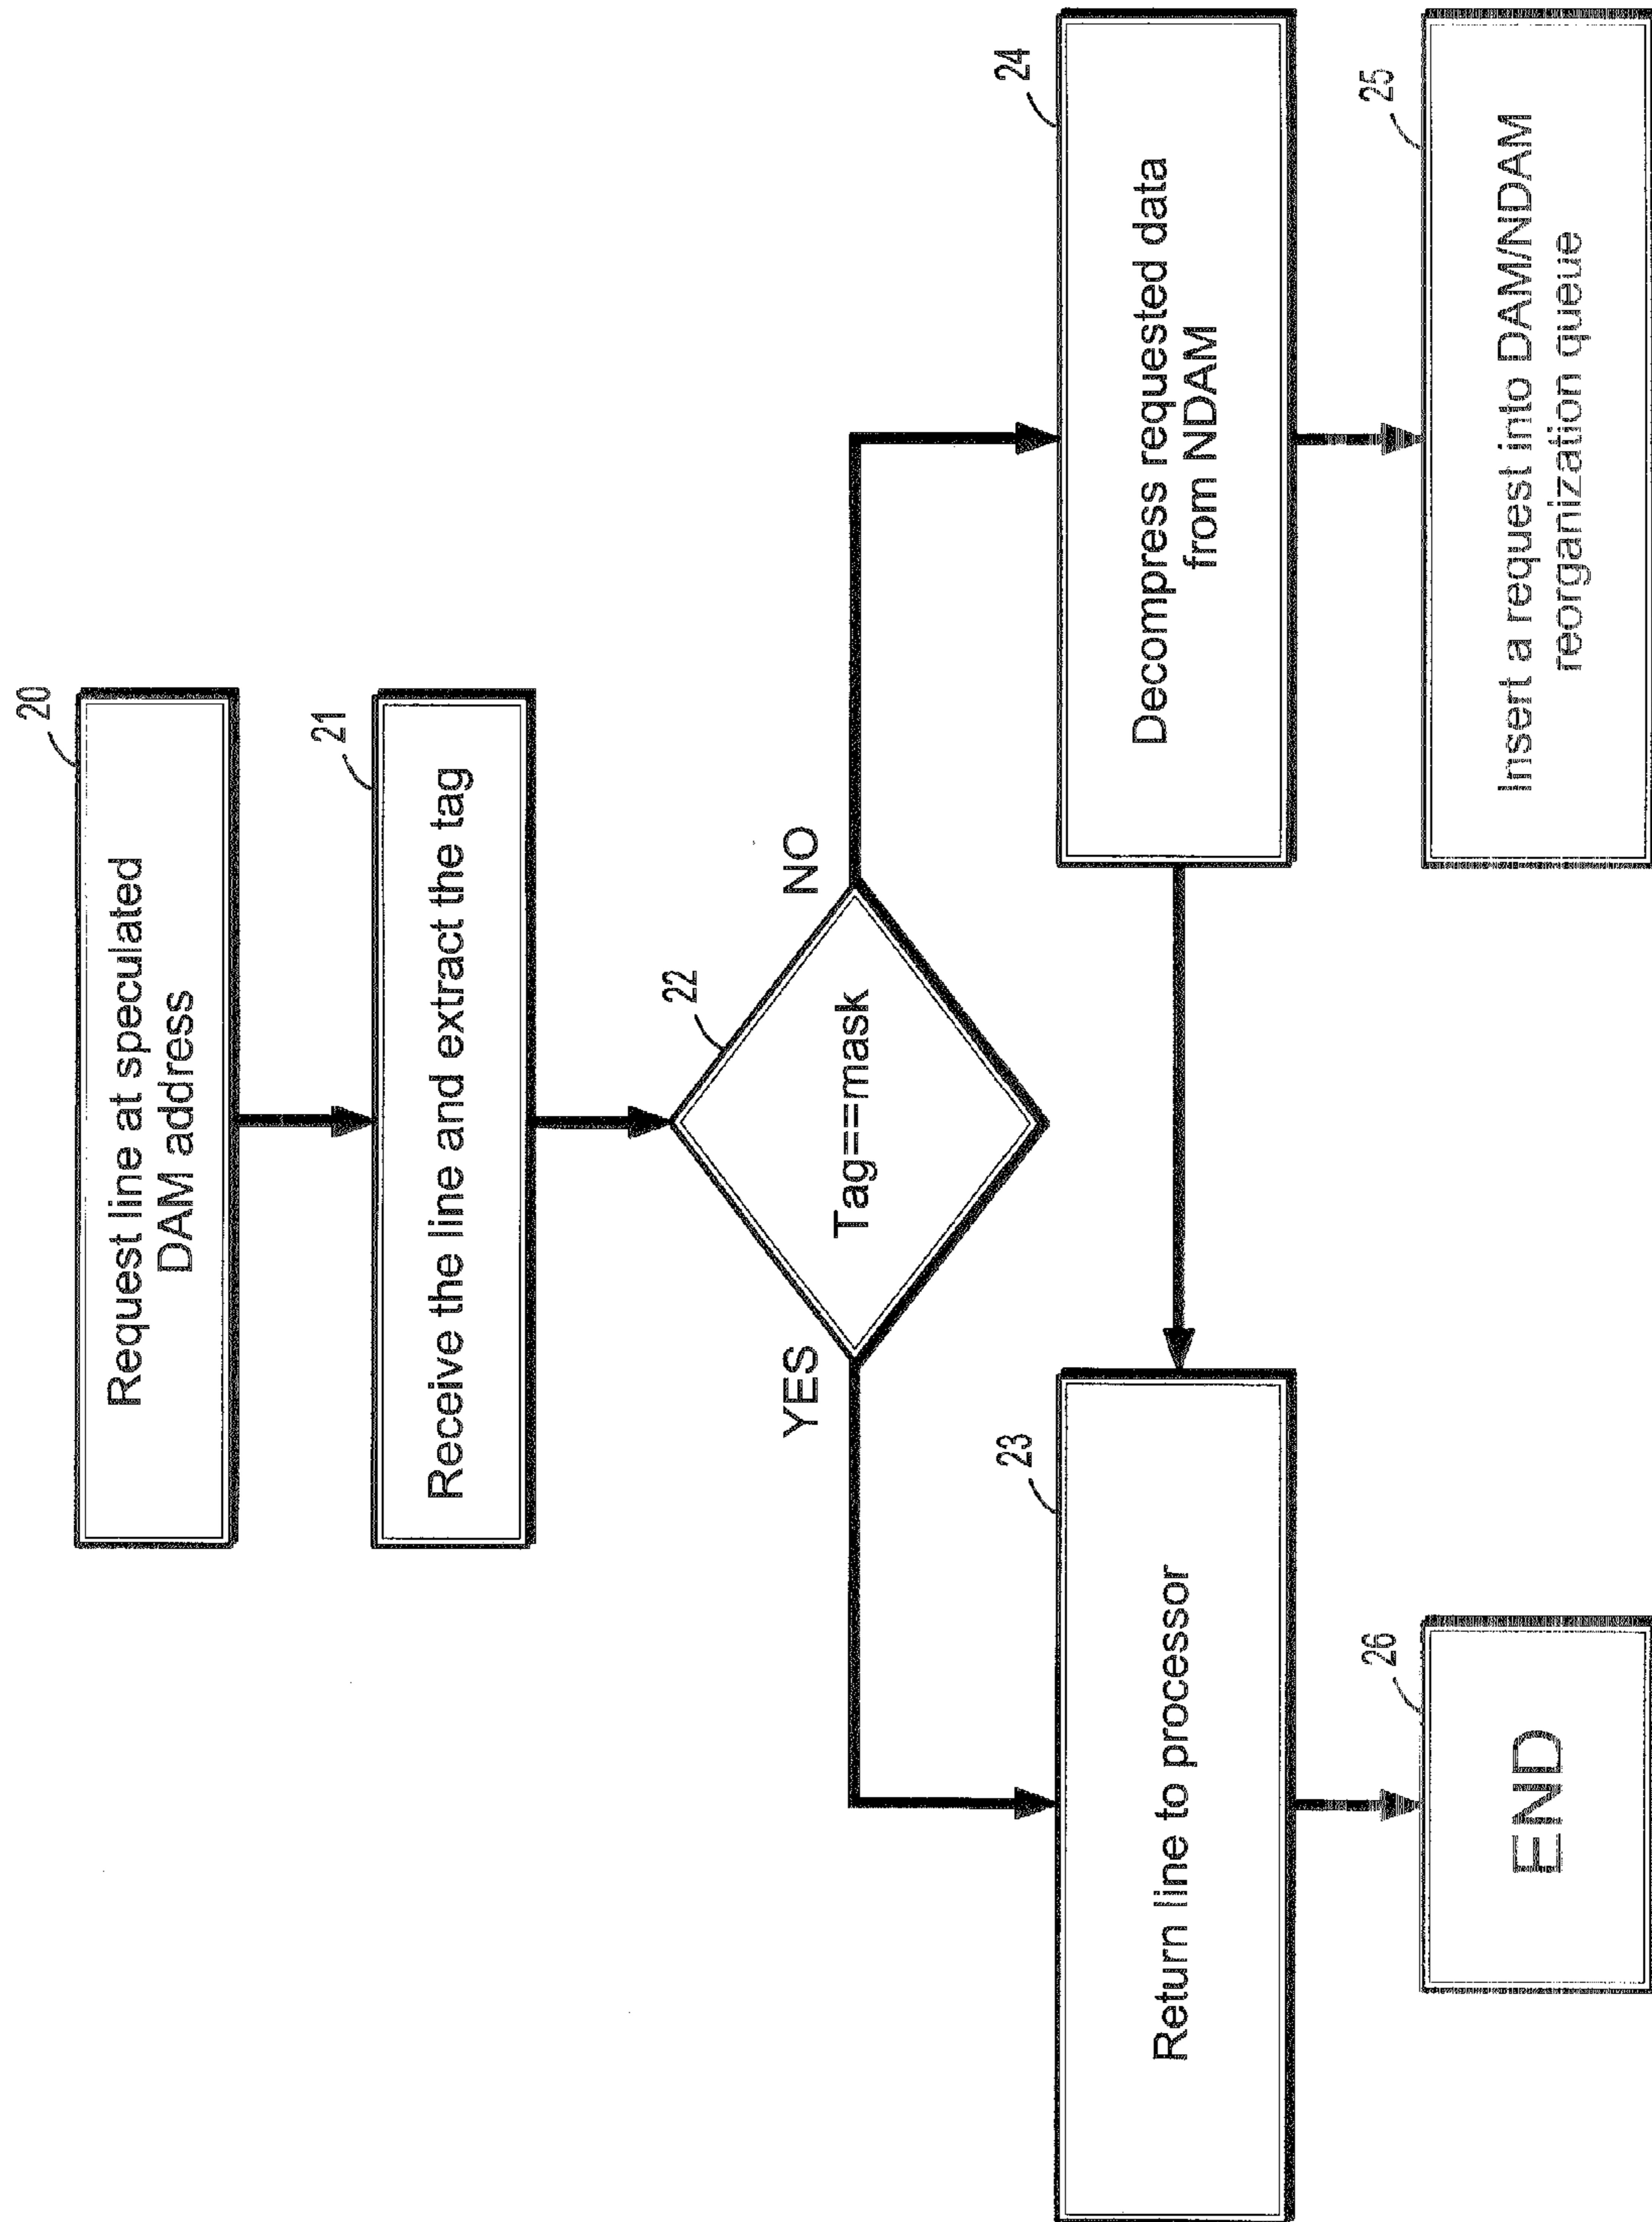 20
Request line at speculated
DAM address
21
Receive the line and extract the tag
22
Tag==mask
YES
NO
23
Return line to processor
24
Decompress requested data
from NDAM
26
END
25
Insert a request into DAM/NDAM
reorganization queue